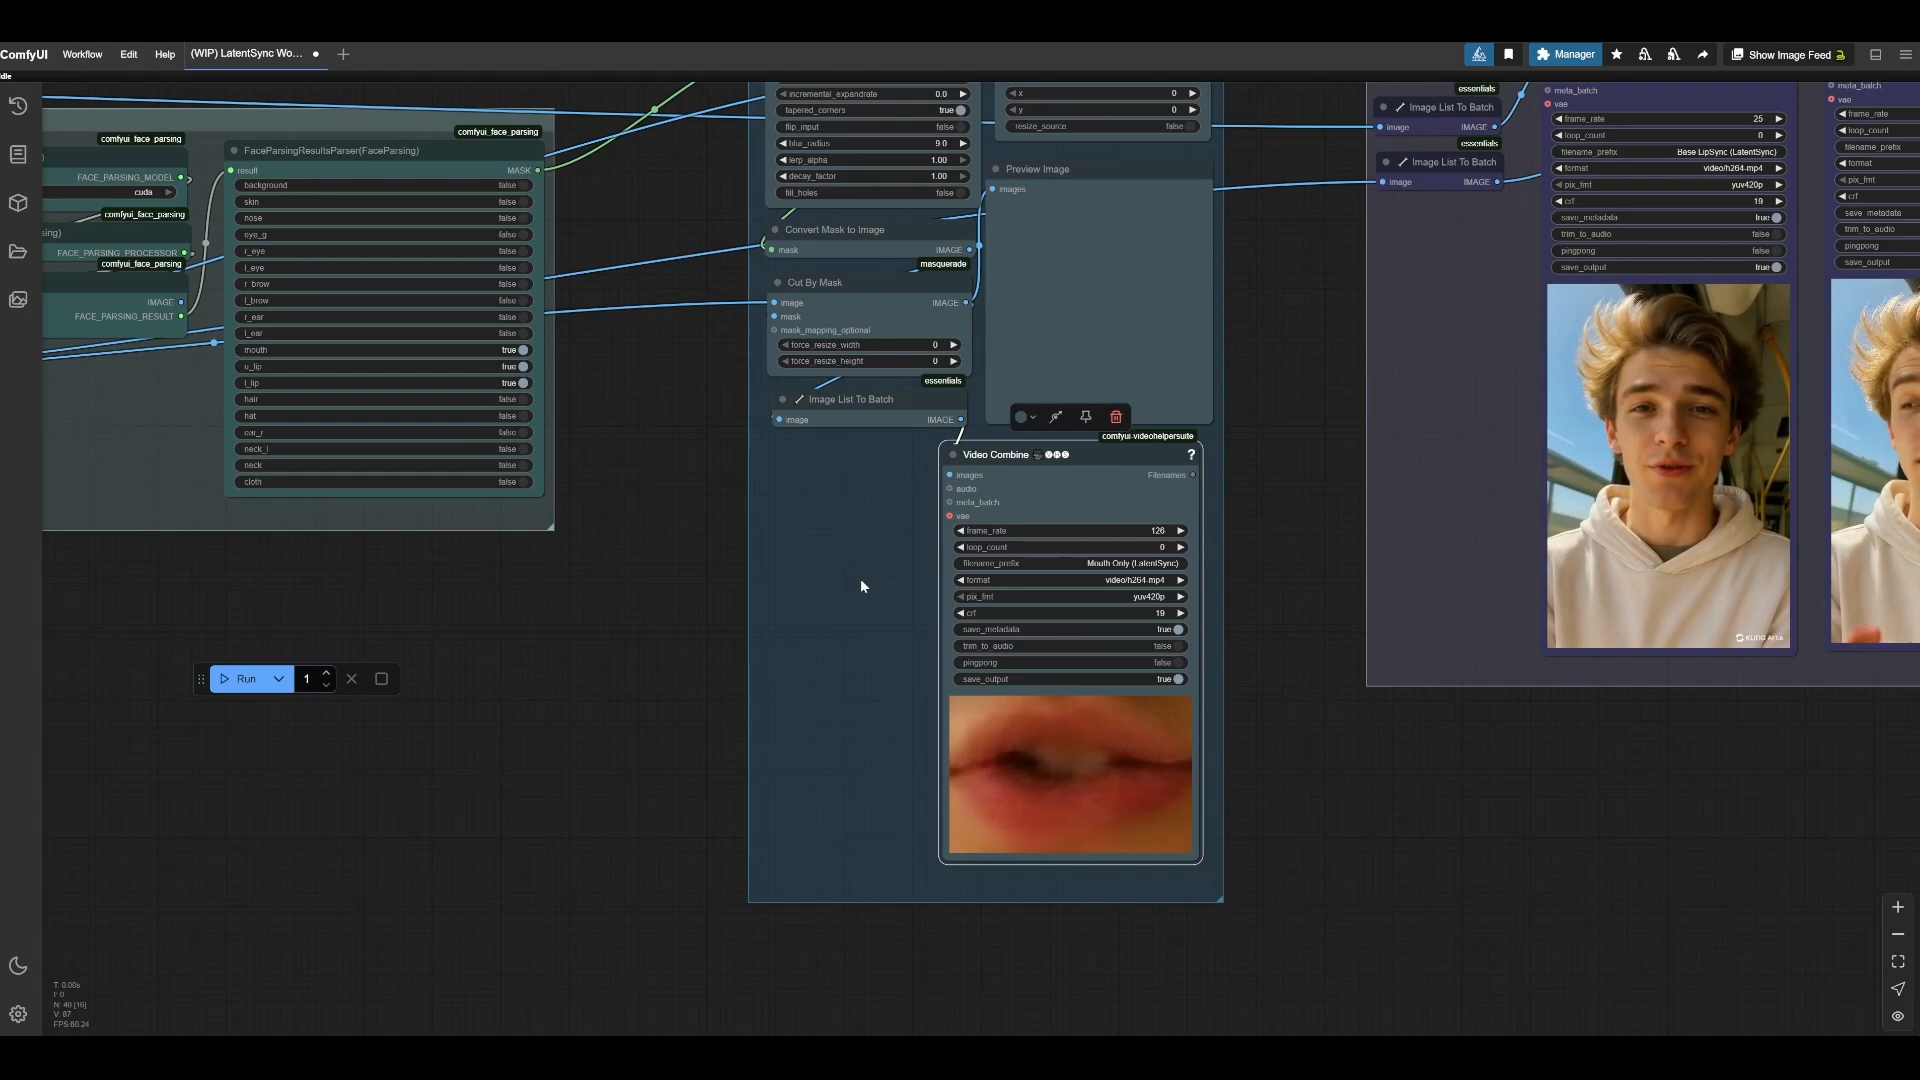 ComfyUI Workflow Edit Help (WIP) LatentSync Wo...
Manager Show Image Feed
comfyui_face_parsing
FACE_PARSING_MODEL
cuda
comfyui_face_parsing
FACE_PARSING_PROCESSOR
comfyui_face_parsing
IMAGE
FACE_PARSING_RESULT
comfyui_face_parsing
FaceParsingResultsParser(FaceParsing)
result MASK
background false
skin false
nose false
eye_g false
r_eye false
l_eye false
r_brow false
l_brow false
r_ear false
l_ear false
mouth true
u_lip true
l_lip true
hair false
hat false
ear_r false
neck_l false
neck false
cloth false
Run 1
T: 0.00s
I: 0
N: 40 [16]
V: 87
FPS:60.24
incremental_expandrate 0.0
tapered_corners true
flip_input false
blur_radius 9.0
lerp_alpha 1.00
decay_factor 1.00
fill_holes false
Convert Mask to Image
mask IMAGE
masquerade
Cut By Mask
image IMAGE
mask
mask_mapping_optional
force_resize_width 0
force_resize_height 0
essentials
Image List To Batch
image IMAGE
x 0
y 0
resize_source false
Preview Image
images
comfyui-videohelpersuite
Video Combine VHS ?
images Filenames
audio
meta_batch
vae
frame_rate 126
loop_count 0
filename_prefix Mouth Only (LatentSync)
format video/h264-mp4
pix_fmt yuv420p
crf 19
save_metadata true
trim_to_audio false
pingpong false
save_output true
essentials
Image List To Batch
image IMAGE
essentials
Image List To Batch
image IMAGE
meta_batch
vae
frame_rate 25
loop_count 0
filename_prefix Base LipSync (LatentSync)
format video/h264-mp4
pix_fmt yuv420p
crf 19
save_metadata true
trim_to_audio false
pingpong false
save_output true
meta_batch
vae
frame_rate
loop_count
filename_prefix
format
pix_fmt
crf
save_metadata
trim_to_audio
pingpong
save_output